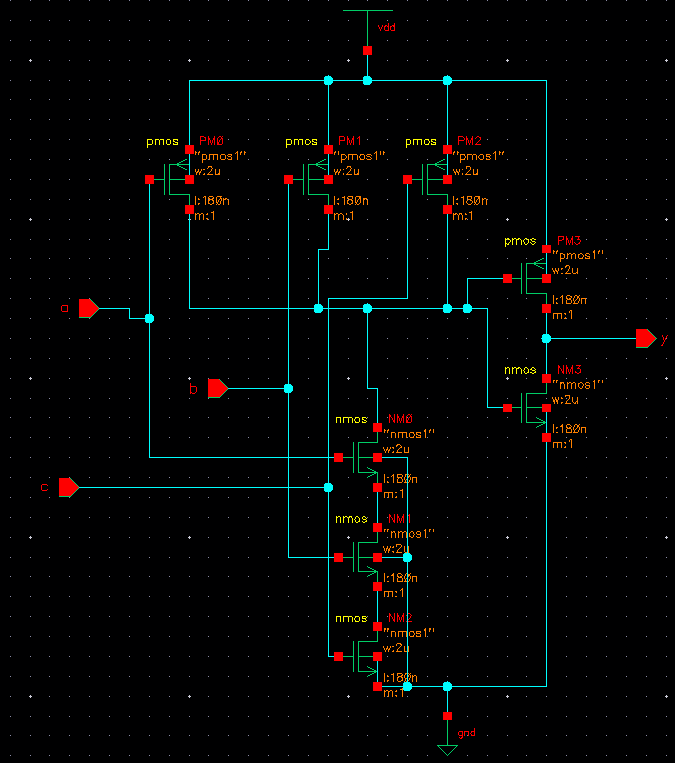 vdd
pmos PM0
"pmos1"
w:2u
l:180n
m:1
pmos PM1
"pmos1"
w:2u
l:180n
m:1
pmos PM2
"pmos1"
w:2u
l:180n
m:1
pmos PM3
"pmos1"
w:2u
l:180n
m:1
a
y
b
nmos NM3
"nmos1"
w:2u
l:180n
m:1
nmos NM0
"nmos1"
w:2u
l:180n
m:1
c
nmos NM1
"nmos1"
w:2u
l:180n
m:1
nmos NM2
"nmos1"
w:2u
l:180n
m:1
gnd